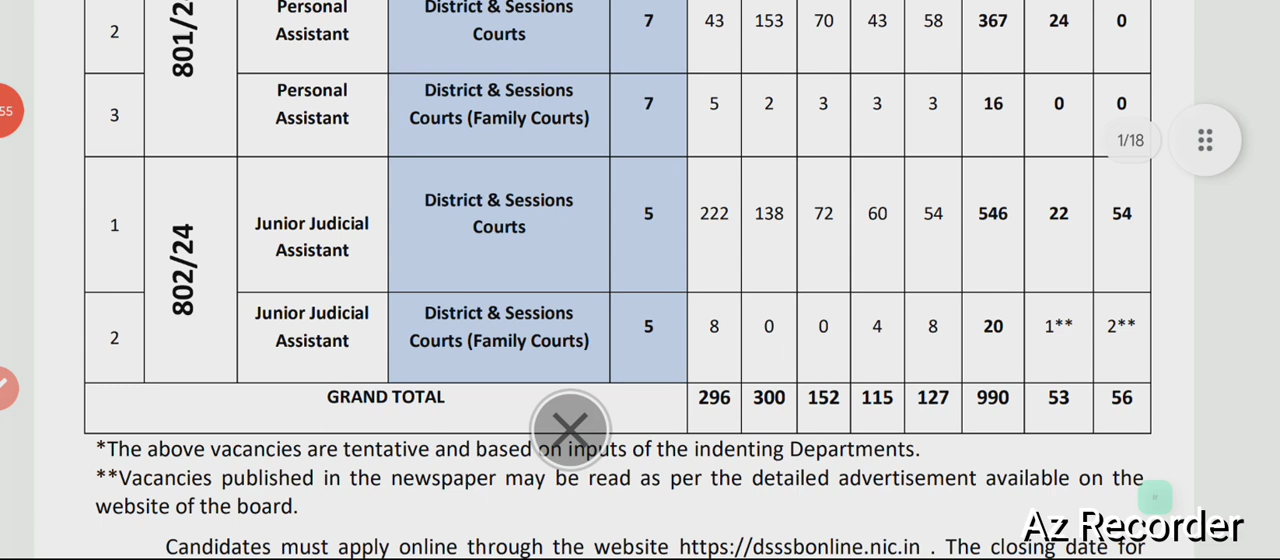 Personal District & Sessions
2 Assistant Courts 7 43 153 70 43 58 367 24 0
801/2
Personal District & Sessions
3 Assistant Courts (Family Courts) 7 5 2 3 3 3 16 0 0
55
1/18
District & Sessions
1 Junior Judicial Courts 5 222 138 72 60 54 546 22 54
Assistant
802/24
Junior Judicial District & Sessions
2 Assistant Courts (Family Courts) 5 8 0 0 4 8 20 1** 2**
GRAND TOTAL 296 300 152 115 127 990 53 56
*The above vacancies are tentative and based on inputs of the indenting Departments.
**Vacancies published in the newspaper may be read as per the detailed advertisement available on the
website of the board.
Az Recorder
Candidates must apply online through the website https://dsssbonline.nic.in . The closing date for